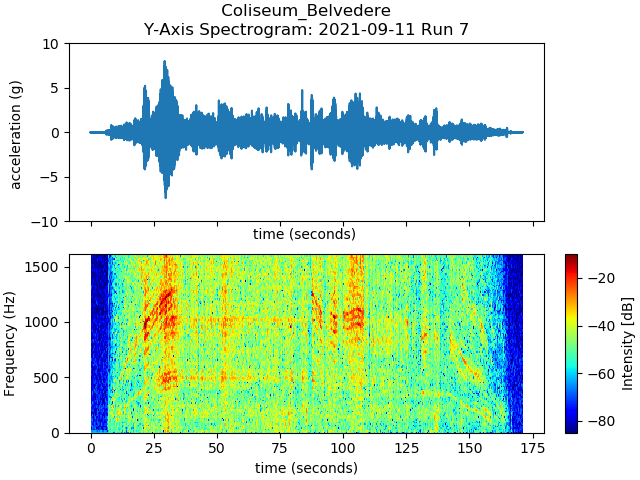 Coliseum_Belvedere
Y-Axis Spectrogram: 2021-09-11 Run 7
10
5
0
−5
−10
acceleration (g)
time (seconds)
1500
1000
500
0
Frequency (Hz)
0 25 50 75 100 125 150 175
time (seconds)
−20
−40
−60
−80
Intensity [dB]